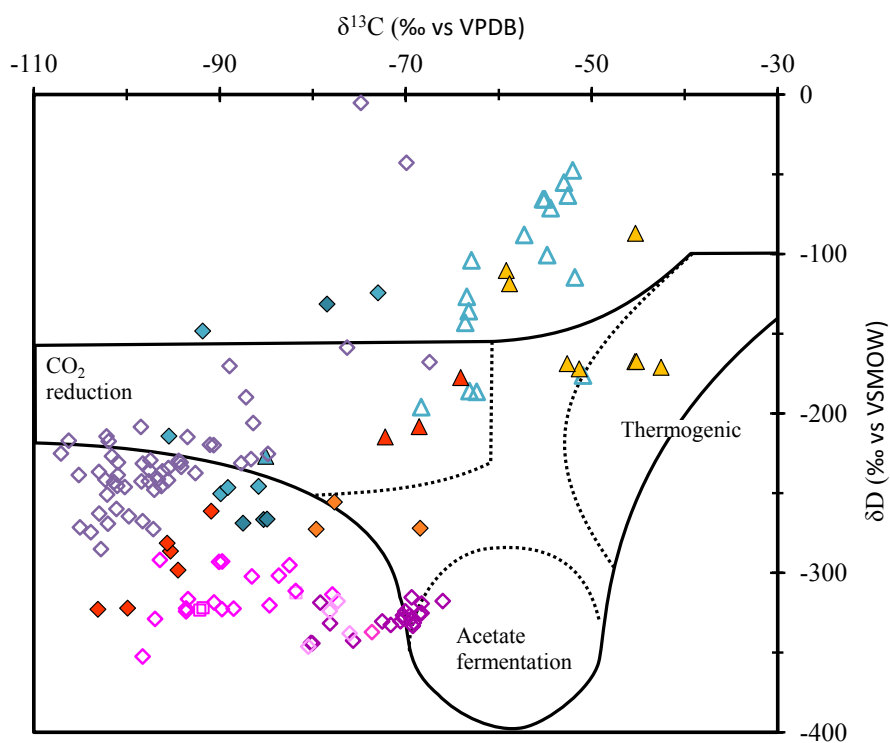 δ¹³C (‰ vs VPDB)
-110 -90 -70 -50 -30
0
-100
CO₂
reduction
-200
Thermogenic
δD (‰ vs VSMOW)
-300
Acetate
fermentation
-400